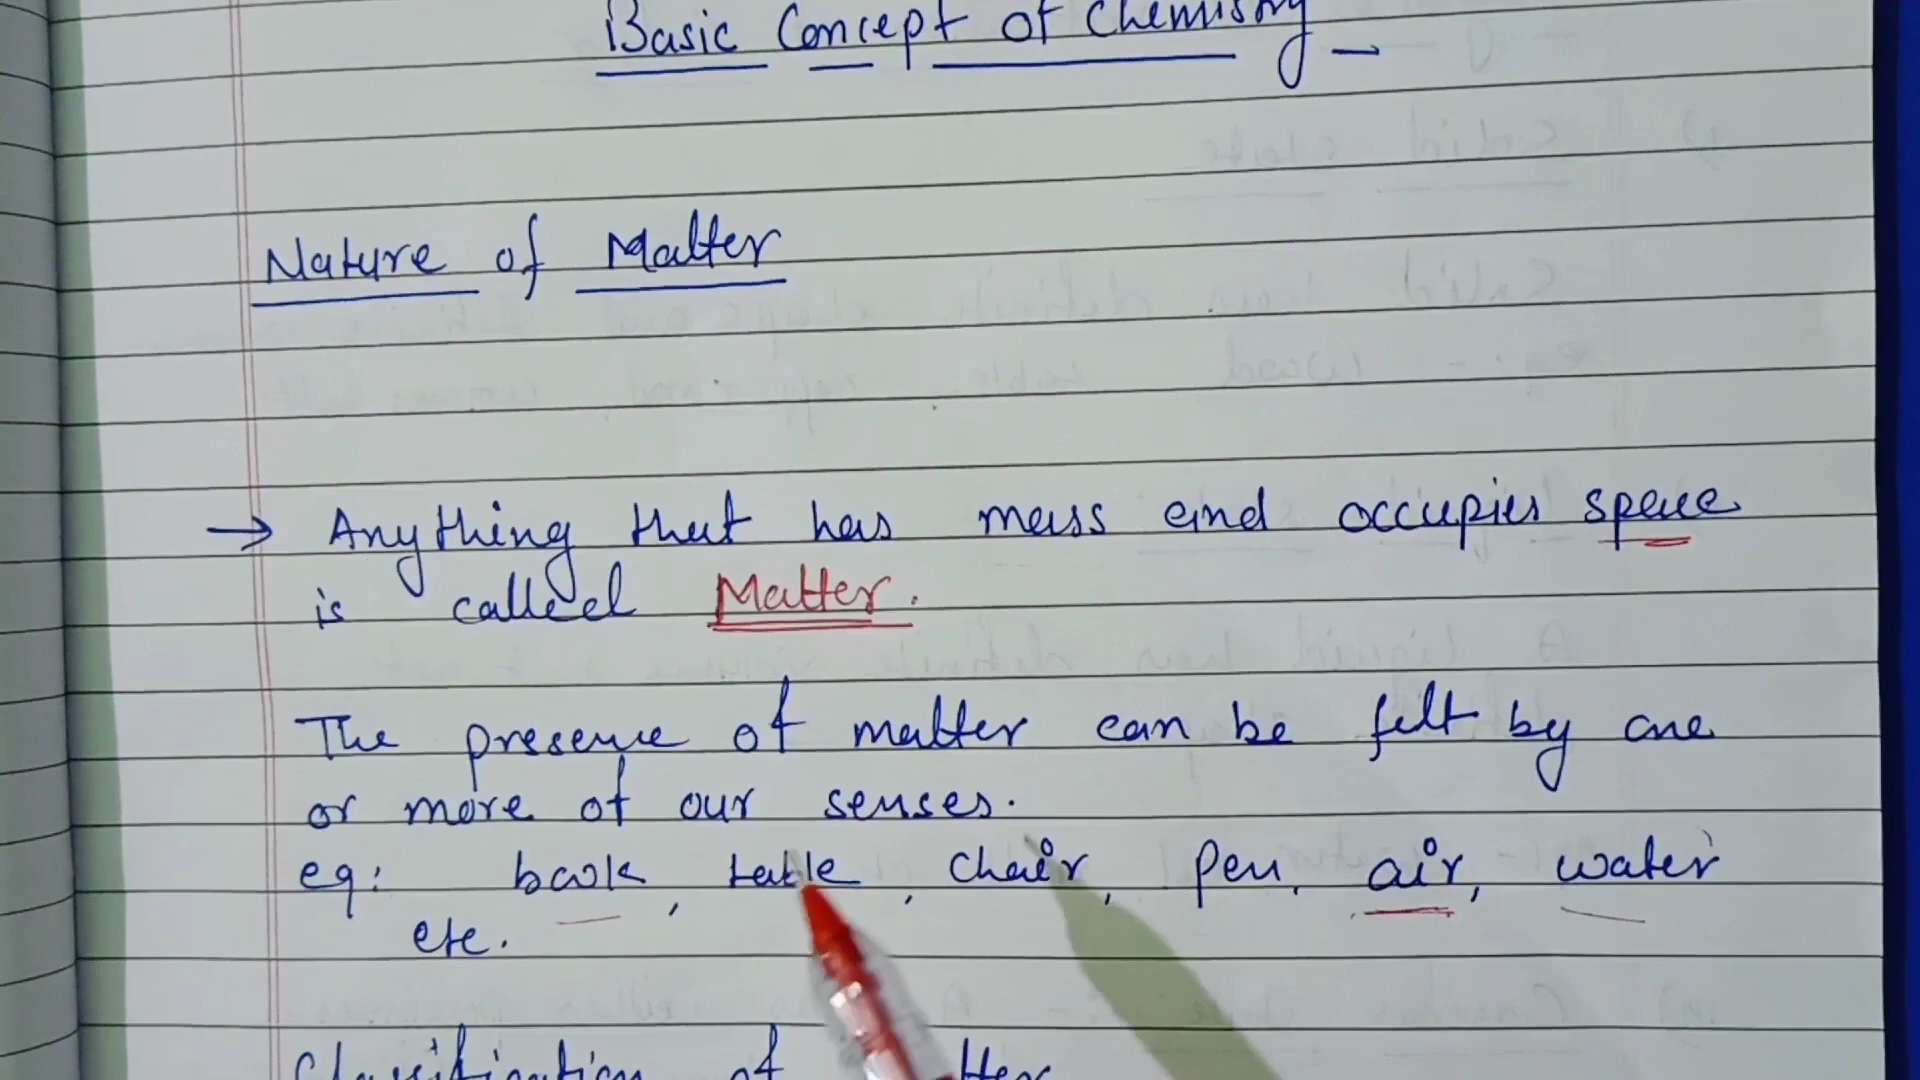 Basic Concept of Chemistry
Nature of Matter
→ Anything that has mass and occupies space
is called Matter.
The presence of matter can be felt by one
or more of our senses.
eg: book, table, chair, Pen, air, water
etc.
Classification of